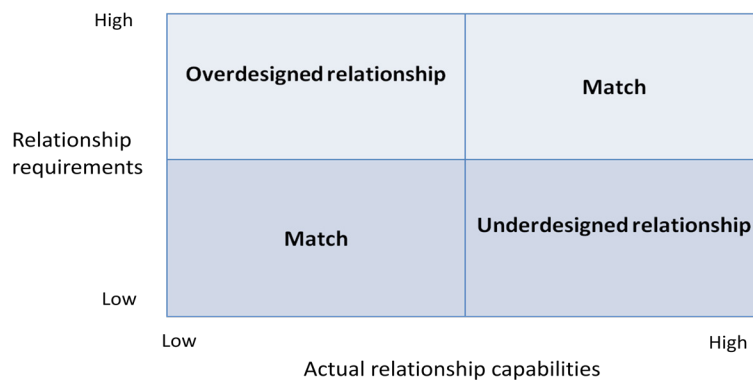 High
Overdesigned relationship
Match
Relationship
requirements
Match
Underdesigned relationship
Low
Low
High
Actual relationship capabilities